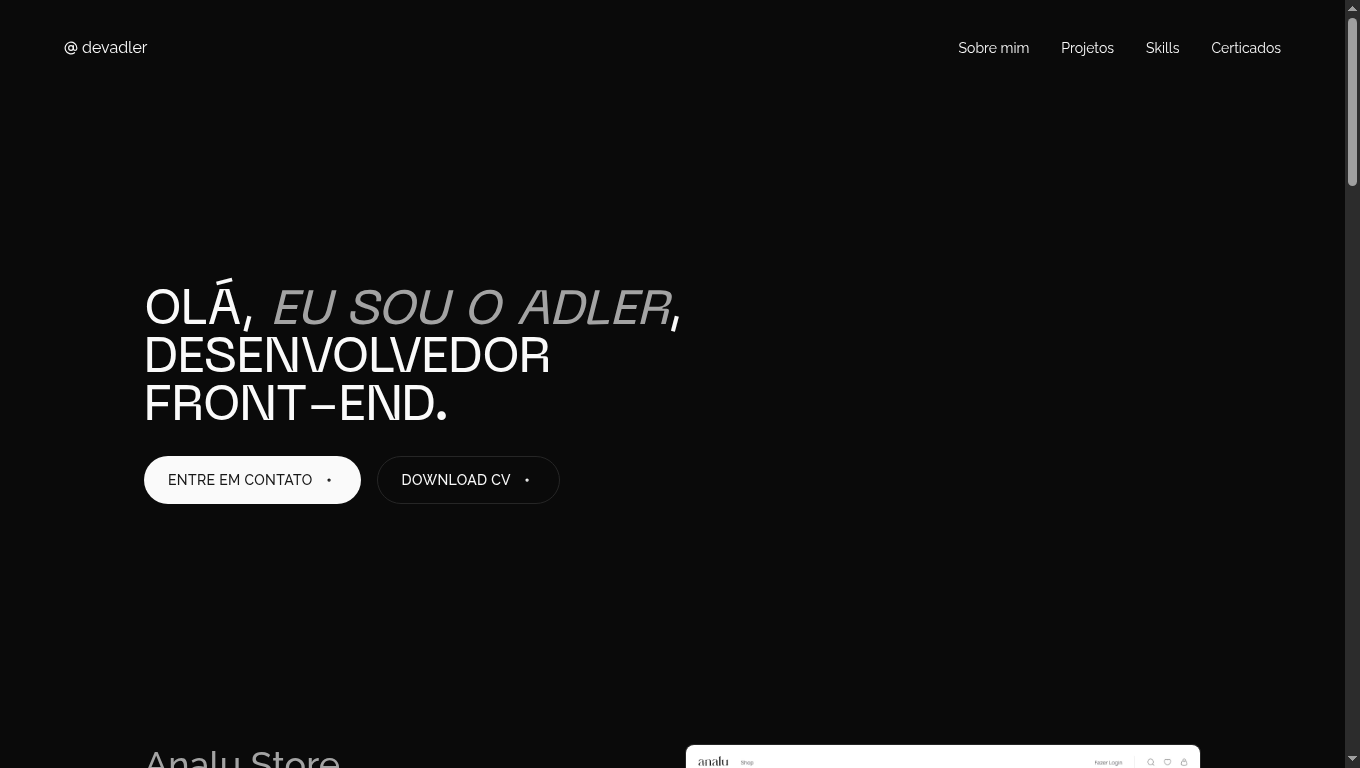 @ devadler
Sobre mim Projetos Skills Certicados
OLÁ, EU SOU O ADLER,
DESENVOLVEDOR
FRONT-END.
ENTRE EM CONTATO • DOWNLOAD CV •
Analu Store
analu Shop Fazer Login